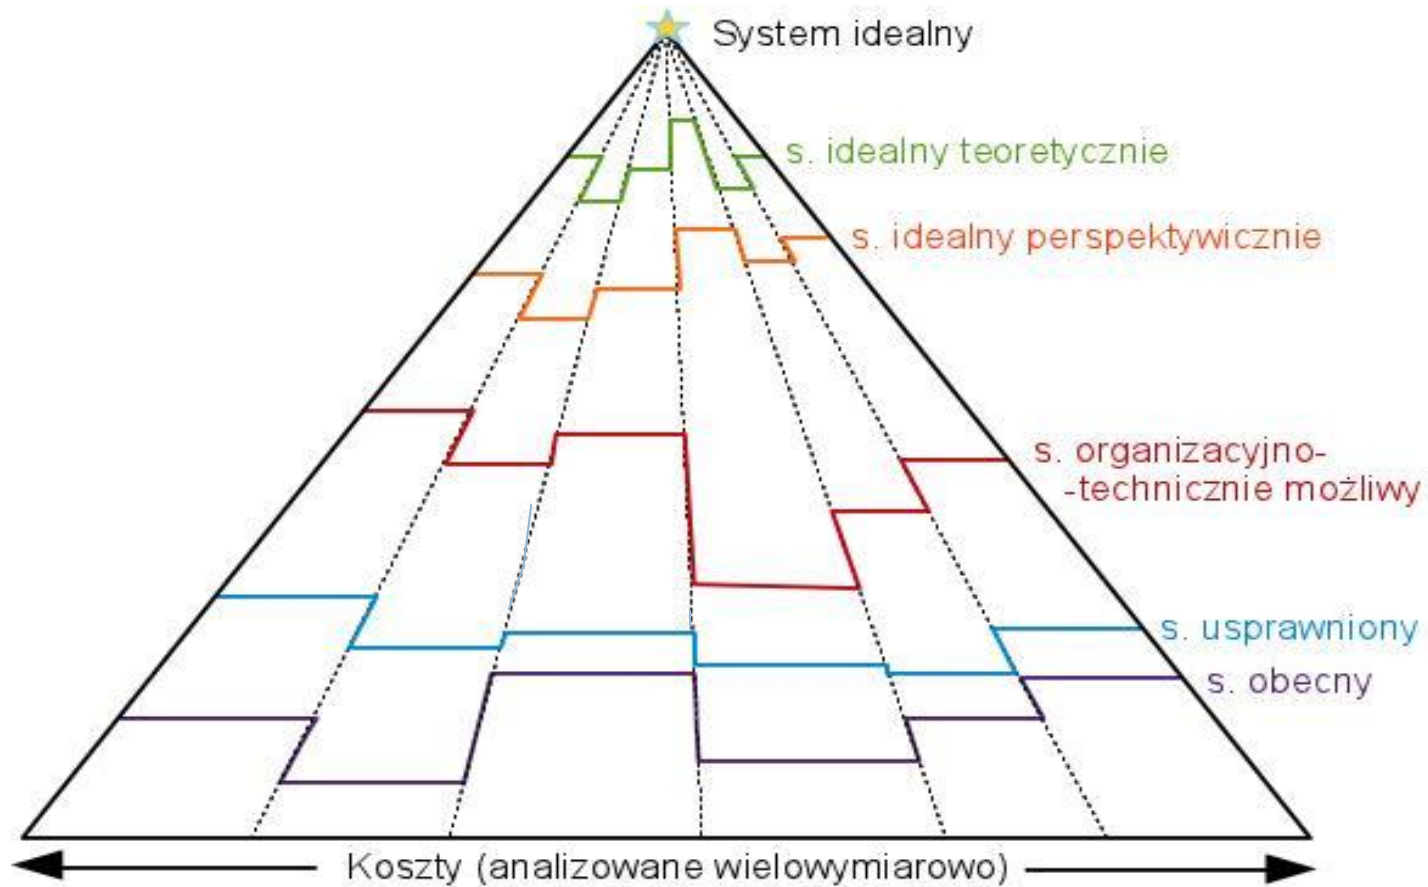 System idealny
s. idealny teoretycznie
s. idealny perspektywicznie
s. organizacyjno-
-technicznie możliwy
s. usprawniony
s. obecny
Koszty (analizowane wielowymiarowo)